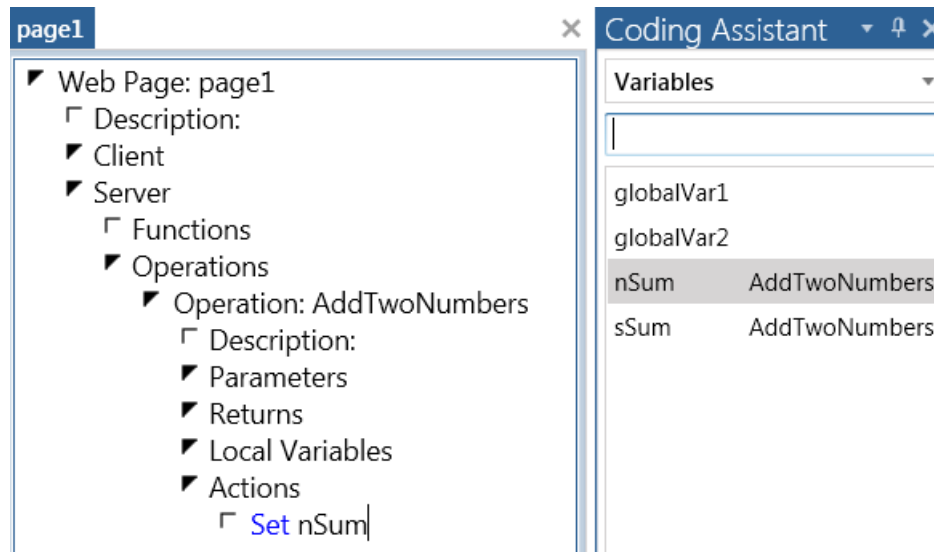 page1
Web Page: page1
Description:
Client
Server
Functions
Operations
Operation: AddTwoNumbers
Description:
Parameters
Returns
Local Variables
Actions
Set nSum
Coding Assistant
Variables
globalVar1
globalVar2
nSum AddTwoNumbers
sSum AddTwoNumbers